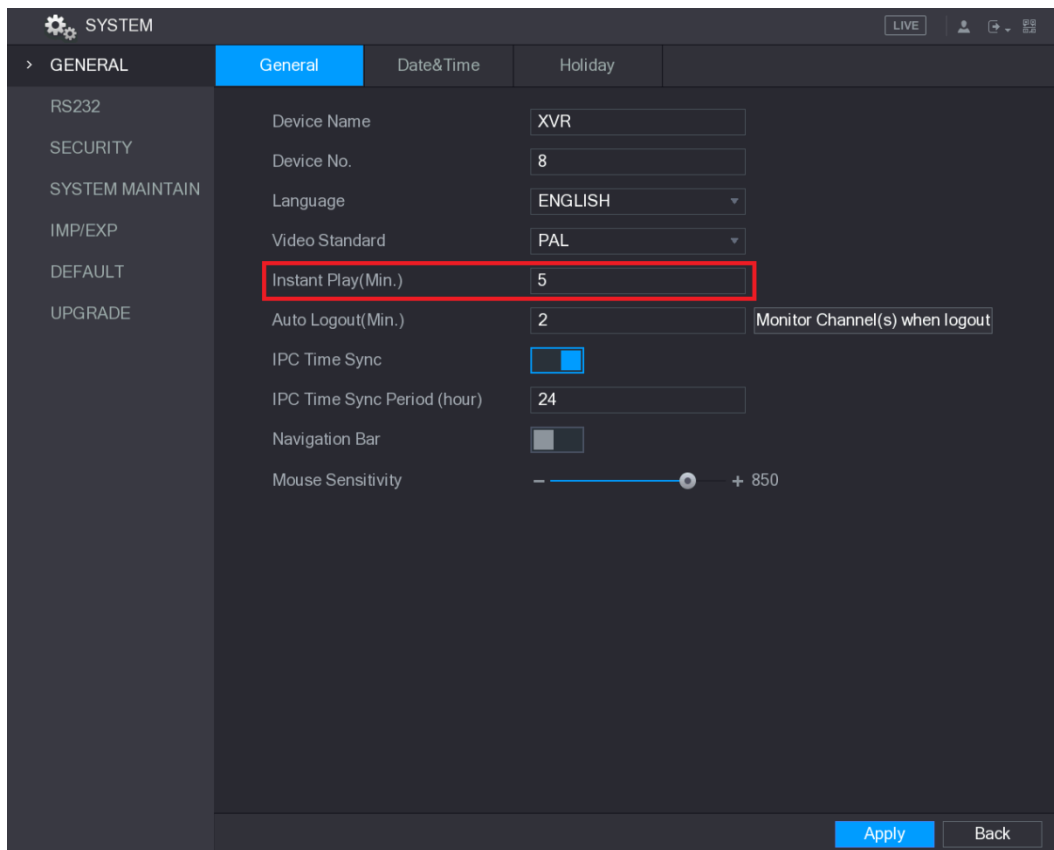 SYSTEM
LIVE
GENERAL
RS232
SECURITY
SYSTEM MAINTAIN
IMP/EXP
DEFAULT
UPGRADE
General Date&Time Holiday
Device Name XVR
Device No. 8
Language ENGLISH
Video Standard PAL
Instant Play(Min.) 5
Auto Logout(Min.) 2 Monitor Channel(s) when logout
IPC Time Sync
IPC Time Sync Period (hour) 24
Navigation Bar
Mouse Sensitivity − + 850
Apply Back